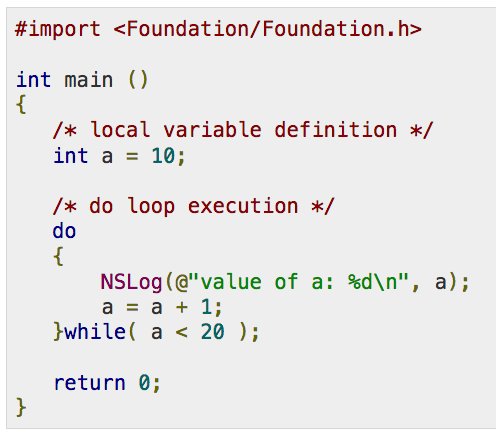 #import <Foundation/Foundation.h>

int main ()
{
   /* local variable definition */
   int a = 10;

   /* do loop execution */
   do
   {
       NSLog(@"value of a: %d\n", a);
       a = a + 1;
   }while( a < 20 );

   return 0;
}